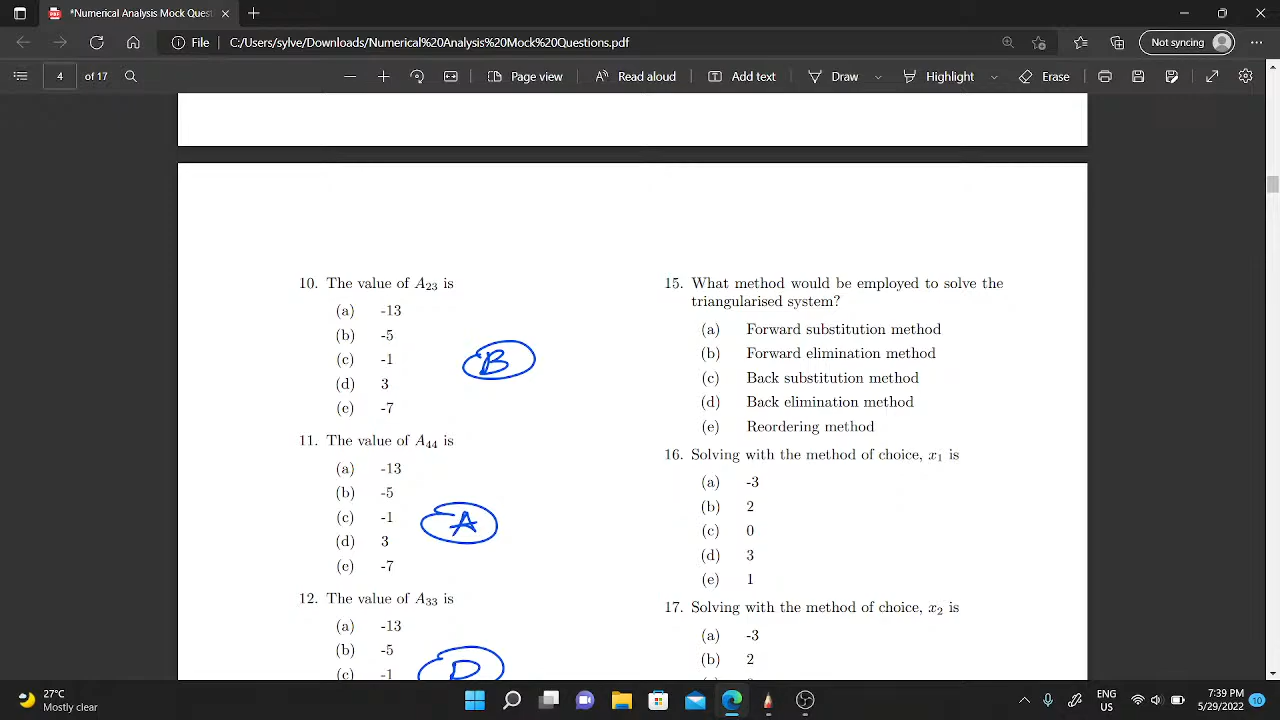 *Numerical Analysis Mock Quest
File
C:/Users/sylve/Downloads/Numerical%20Analysis%20Mock%20Questions.pdf
Not syncing
4 of 17
Page view
Read aloud
Add text
Draw
Highlight
Erase
10. The value of A23 is
(a) -13
(b) -5
(c) -1
(d) 3
(e) -7
B
11. The value of A44 is
(a) -13
(b) -5
(c) -1
(d) 3
(e) -7
A
12. The value of A33 is
(a) -13
(b) -5
(c) -1
D
15. What method would be employed to solve the
triangularised system?
(a) Forward substitution method
(b) Forward elimination method
(c) Back substitution method
(d) Back elimination method
(e) Reordering method
16. Solving with the method of choice, x1 is
(a) -3
(b) 2
(c) 0
(d) 3
(e) 1
17. Solving with the method of choice, x2 is
(a) -3
(b) 2
27°C
Mostly clear
ENG
US
7:39 PM
5/29/2022
10